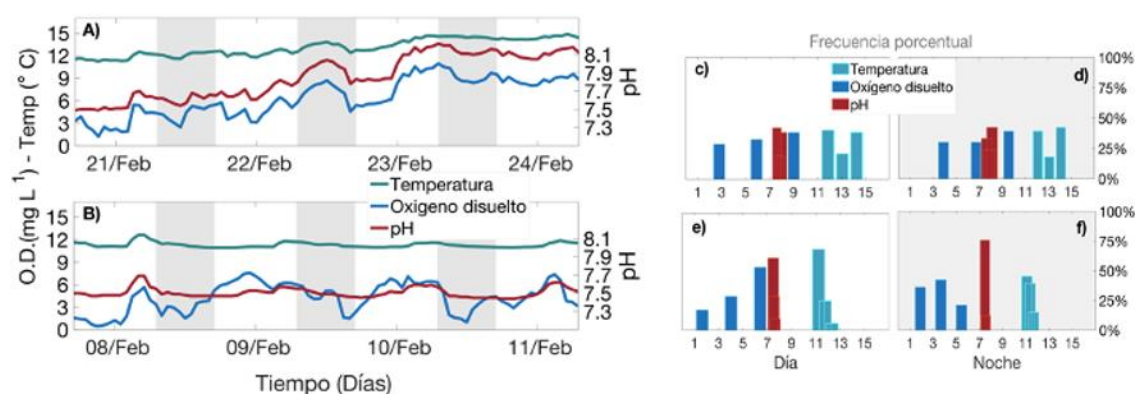 A)
15
12
9
6
3
0
8.1
7.9
7.7
7.5
7.3
pH
21/Feb 22/Feb 23/Feb 24/Feb
O.D.(mg L¹) - Temp (° C)
Temperatura
Oxigeno disuelto
pH
B)
15
12
9
6
3
0
8.1
7.9
7.7
7.5
7.3
pH
08/Feb 09/Feb 10/Feb 11/Feb
Tiempo (Días)
Frecuencia porcentual
c)
Temperatura
Oxígeno disuelto
pH
d)
100%
75%
50%
25%
0%
1 3 5 7 9 11 13 15
1 3 5 7 9 11 13 15
e)
f)
100%
75%
50%
25%
0%
1 3 5 7 9 11 13 15
1 3 5 7 9 11 13 15
Día
Noche